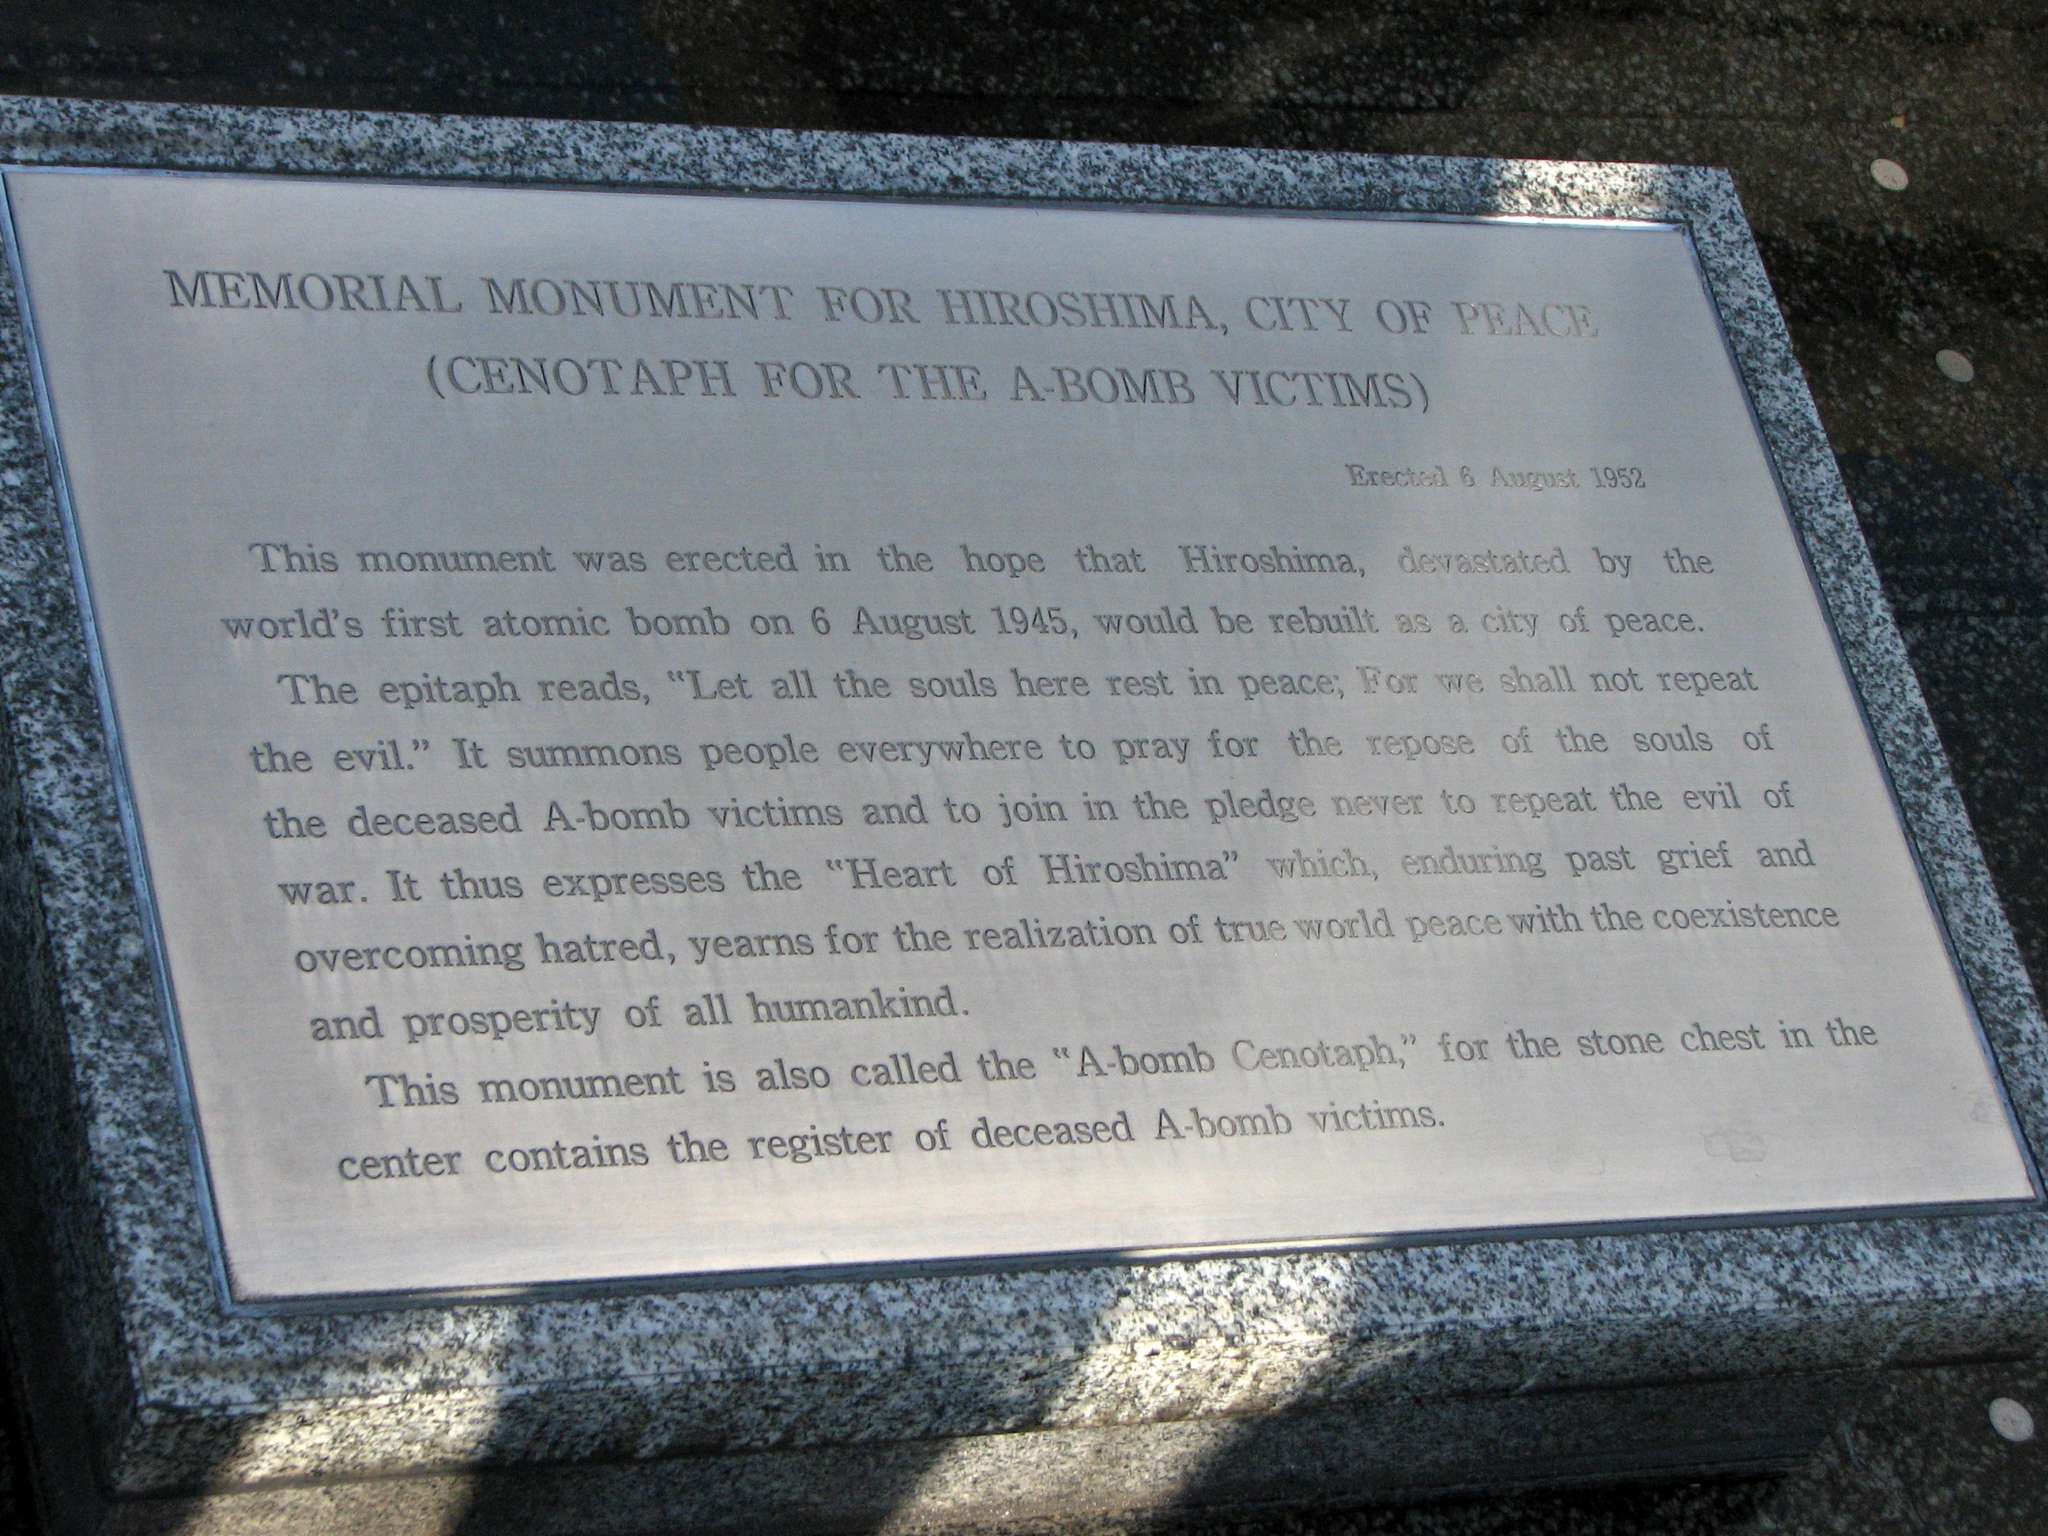 MEMORIAL MONUMENT FOR HIROSHIMA, CITY OF PEACE
(CENOTAPH FOR THE A-BOMB VICTIMS)
Erected 6 August 1952
This monument was erected in the hope that Hiroshima, devastated by the
world's first atomic bomb on 6 August 1945, would be rebuilt as a city of peace.
The epitaph reads, "Let all the souls here rest in peace; For we shall not repeat
the evil." It summons people everywhere to pray for the repose of the souls of
the deceased A-bomb victims and to join in the pledge never to repeat the evil of
war. It thus expresses the "Heart of Hiroshima" which, enduring past grief and
overcoming hatred, yearns for the realization of true world peace with the coexistence
and prosperity of all humankind.
This monument is also called the "A-bomb Cenotaph," for the stone chest in the
center contains the register of deceased A-bomb victims.